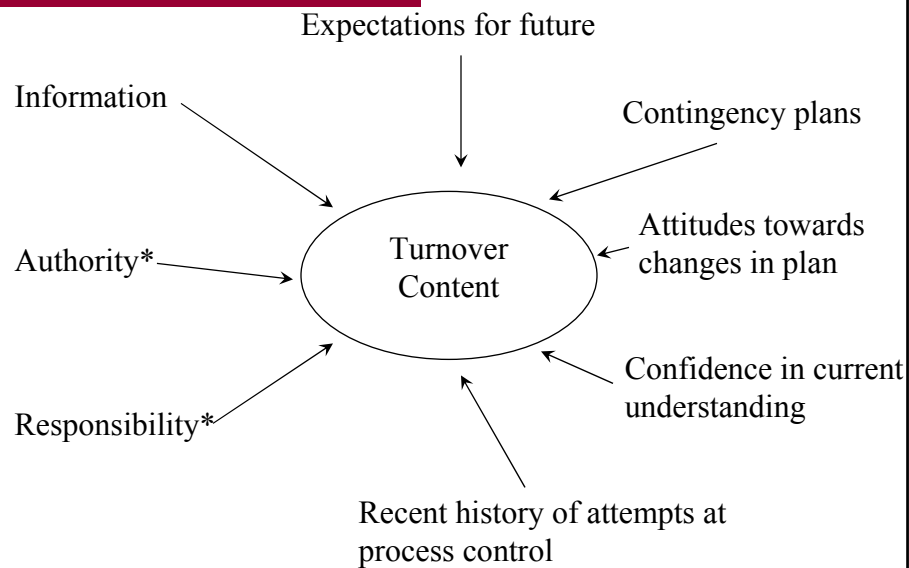 Expectations for future
Information
Contingency plans
Attitudes towards
changes in plan
Turnover
Content
Authority*
Confidence in current
understanding
Responsibility*
Recent history of attempts at
process control